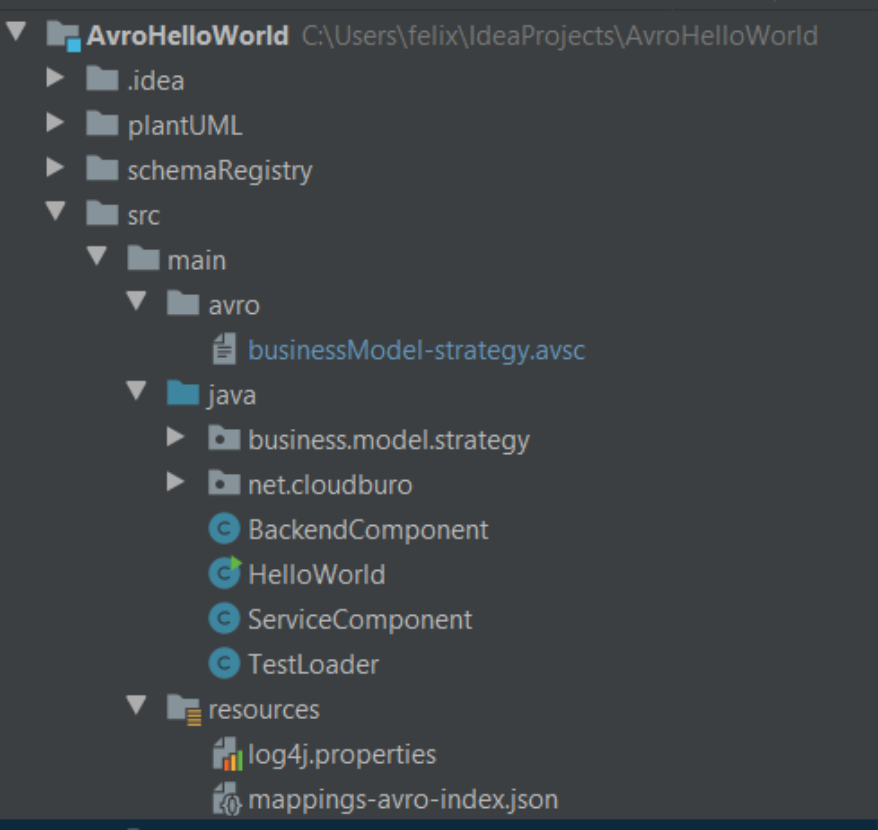 AvroHelloWorld C:\Users\felix\IdeaProjects\AvroHelloWorld
.idea
plantUML
schemaRegistry
src
main
avro
businessModel-strategy.avsc
java
business.model.strategy
net.cloudburo
C BackendComponent
C HelloWorld
C ServiceComponent
C TestLoader
resources
log4j.properties
mappings-avro-index.json